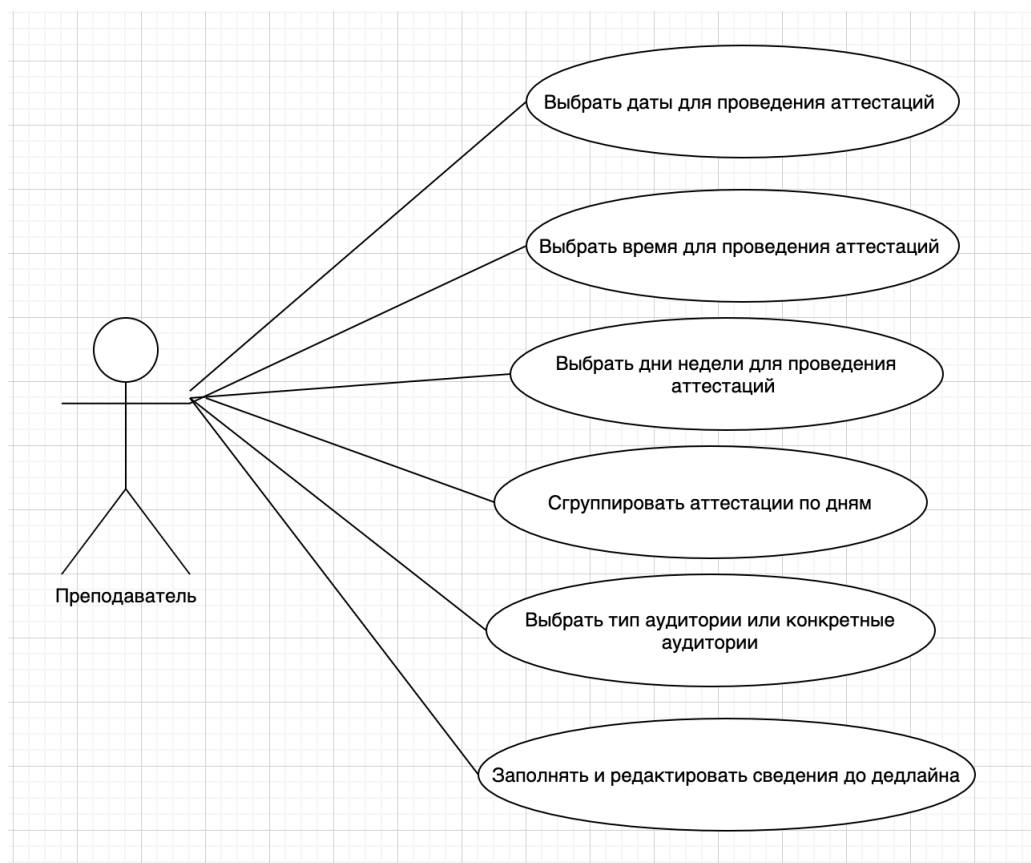 Выбрать даты для проведения аттестаций
Выбрать время для проведения аттестаций
Выбрать дни недели для проведения
аттестаций
Сгруппировать аттестации по дням
Преподаватель
Выбрать тип аудитории или конкретные
аудитории
Заполнять и редактировать сведения до дедлайна